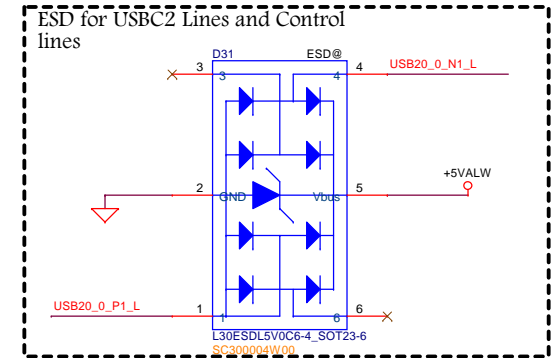 ESD for USBC2 Lines and Control
lines
D31 ESD@
3 3 4 4 USB20_0_N1_L
+5VALW
2 GND Vbus 5
USB20_0_P1_L 1 1 6 6
L30ESDL5V0C6-4_SOT23-6
SC300004W00